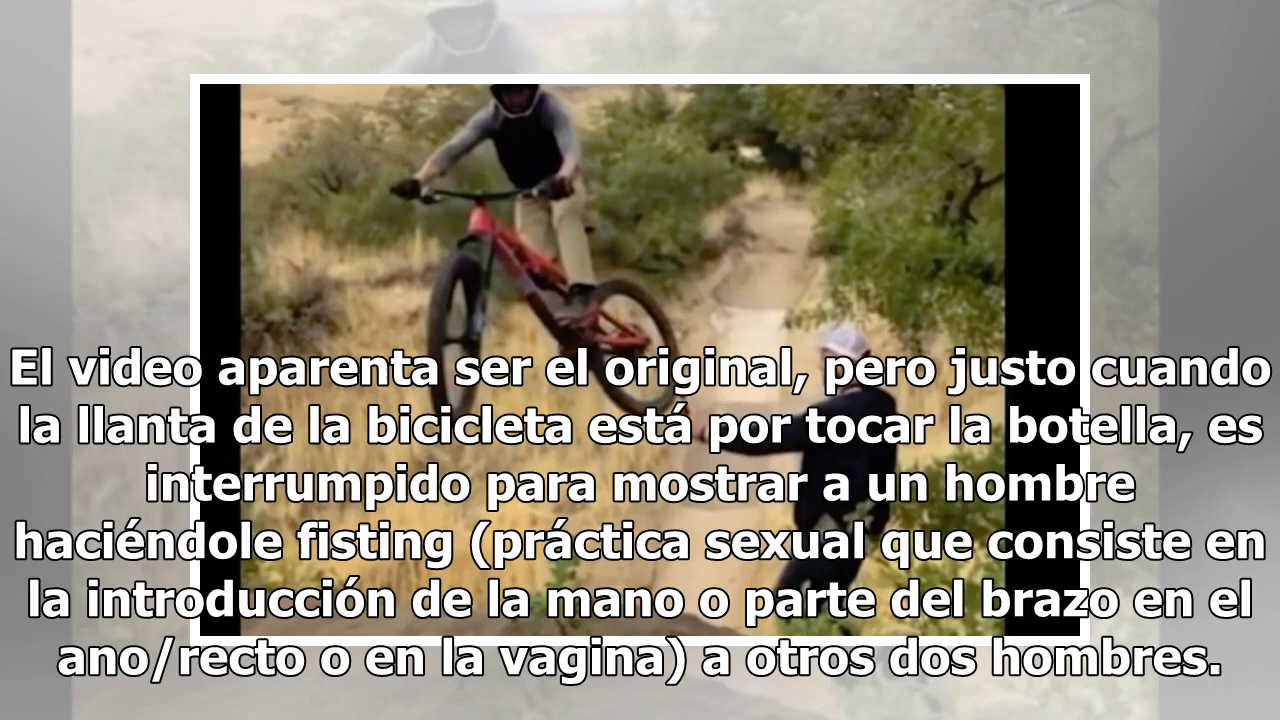 El video aparenta ser el original, pero justo cuando
la llanta de la bicicleta está por tocar la botella, es
interrumpido para mostrar a un hombre
haciéndole fisting (práctica sexual que consiste en
la introducción de la mano o parte del brazo en el
ano/recto o en la vagina) a otros dos hombres.